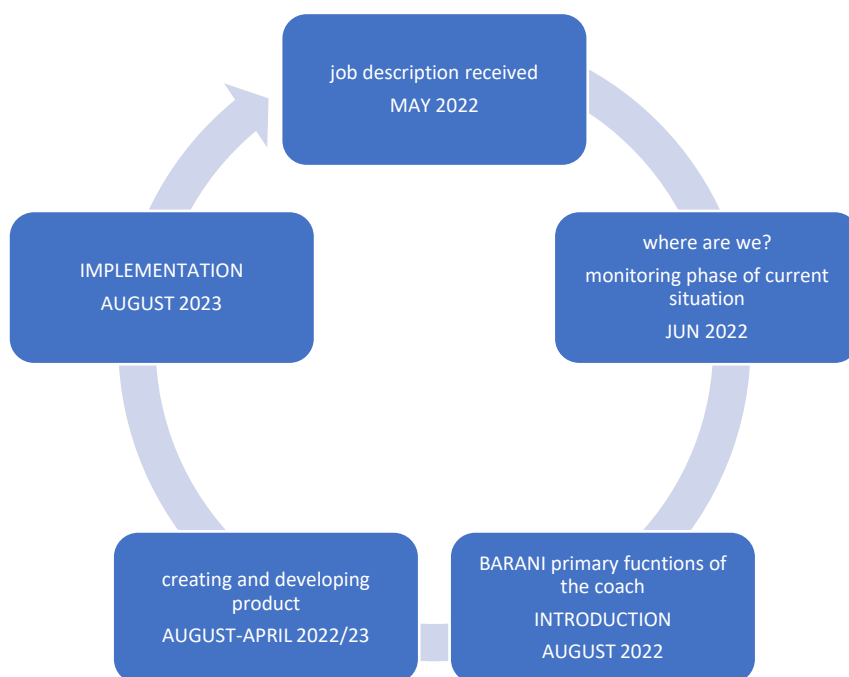 job description received
MAY 2022
where are we?
monitoring phase of current
situation
JUN 2022
BARANI primary fucntions of
the coach
INTRODUCTION
AUGUST 2022
creating and developing
product
AUGUST-APRIL 2022/23
IMPLEMENTATION
AUGUST 2023